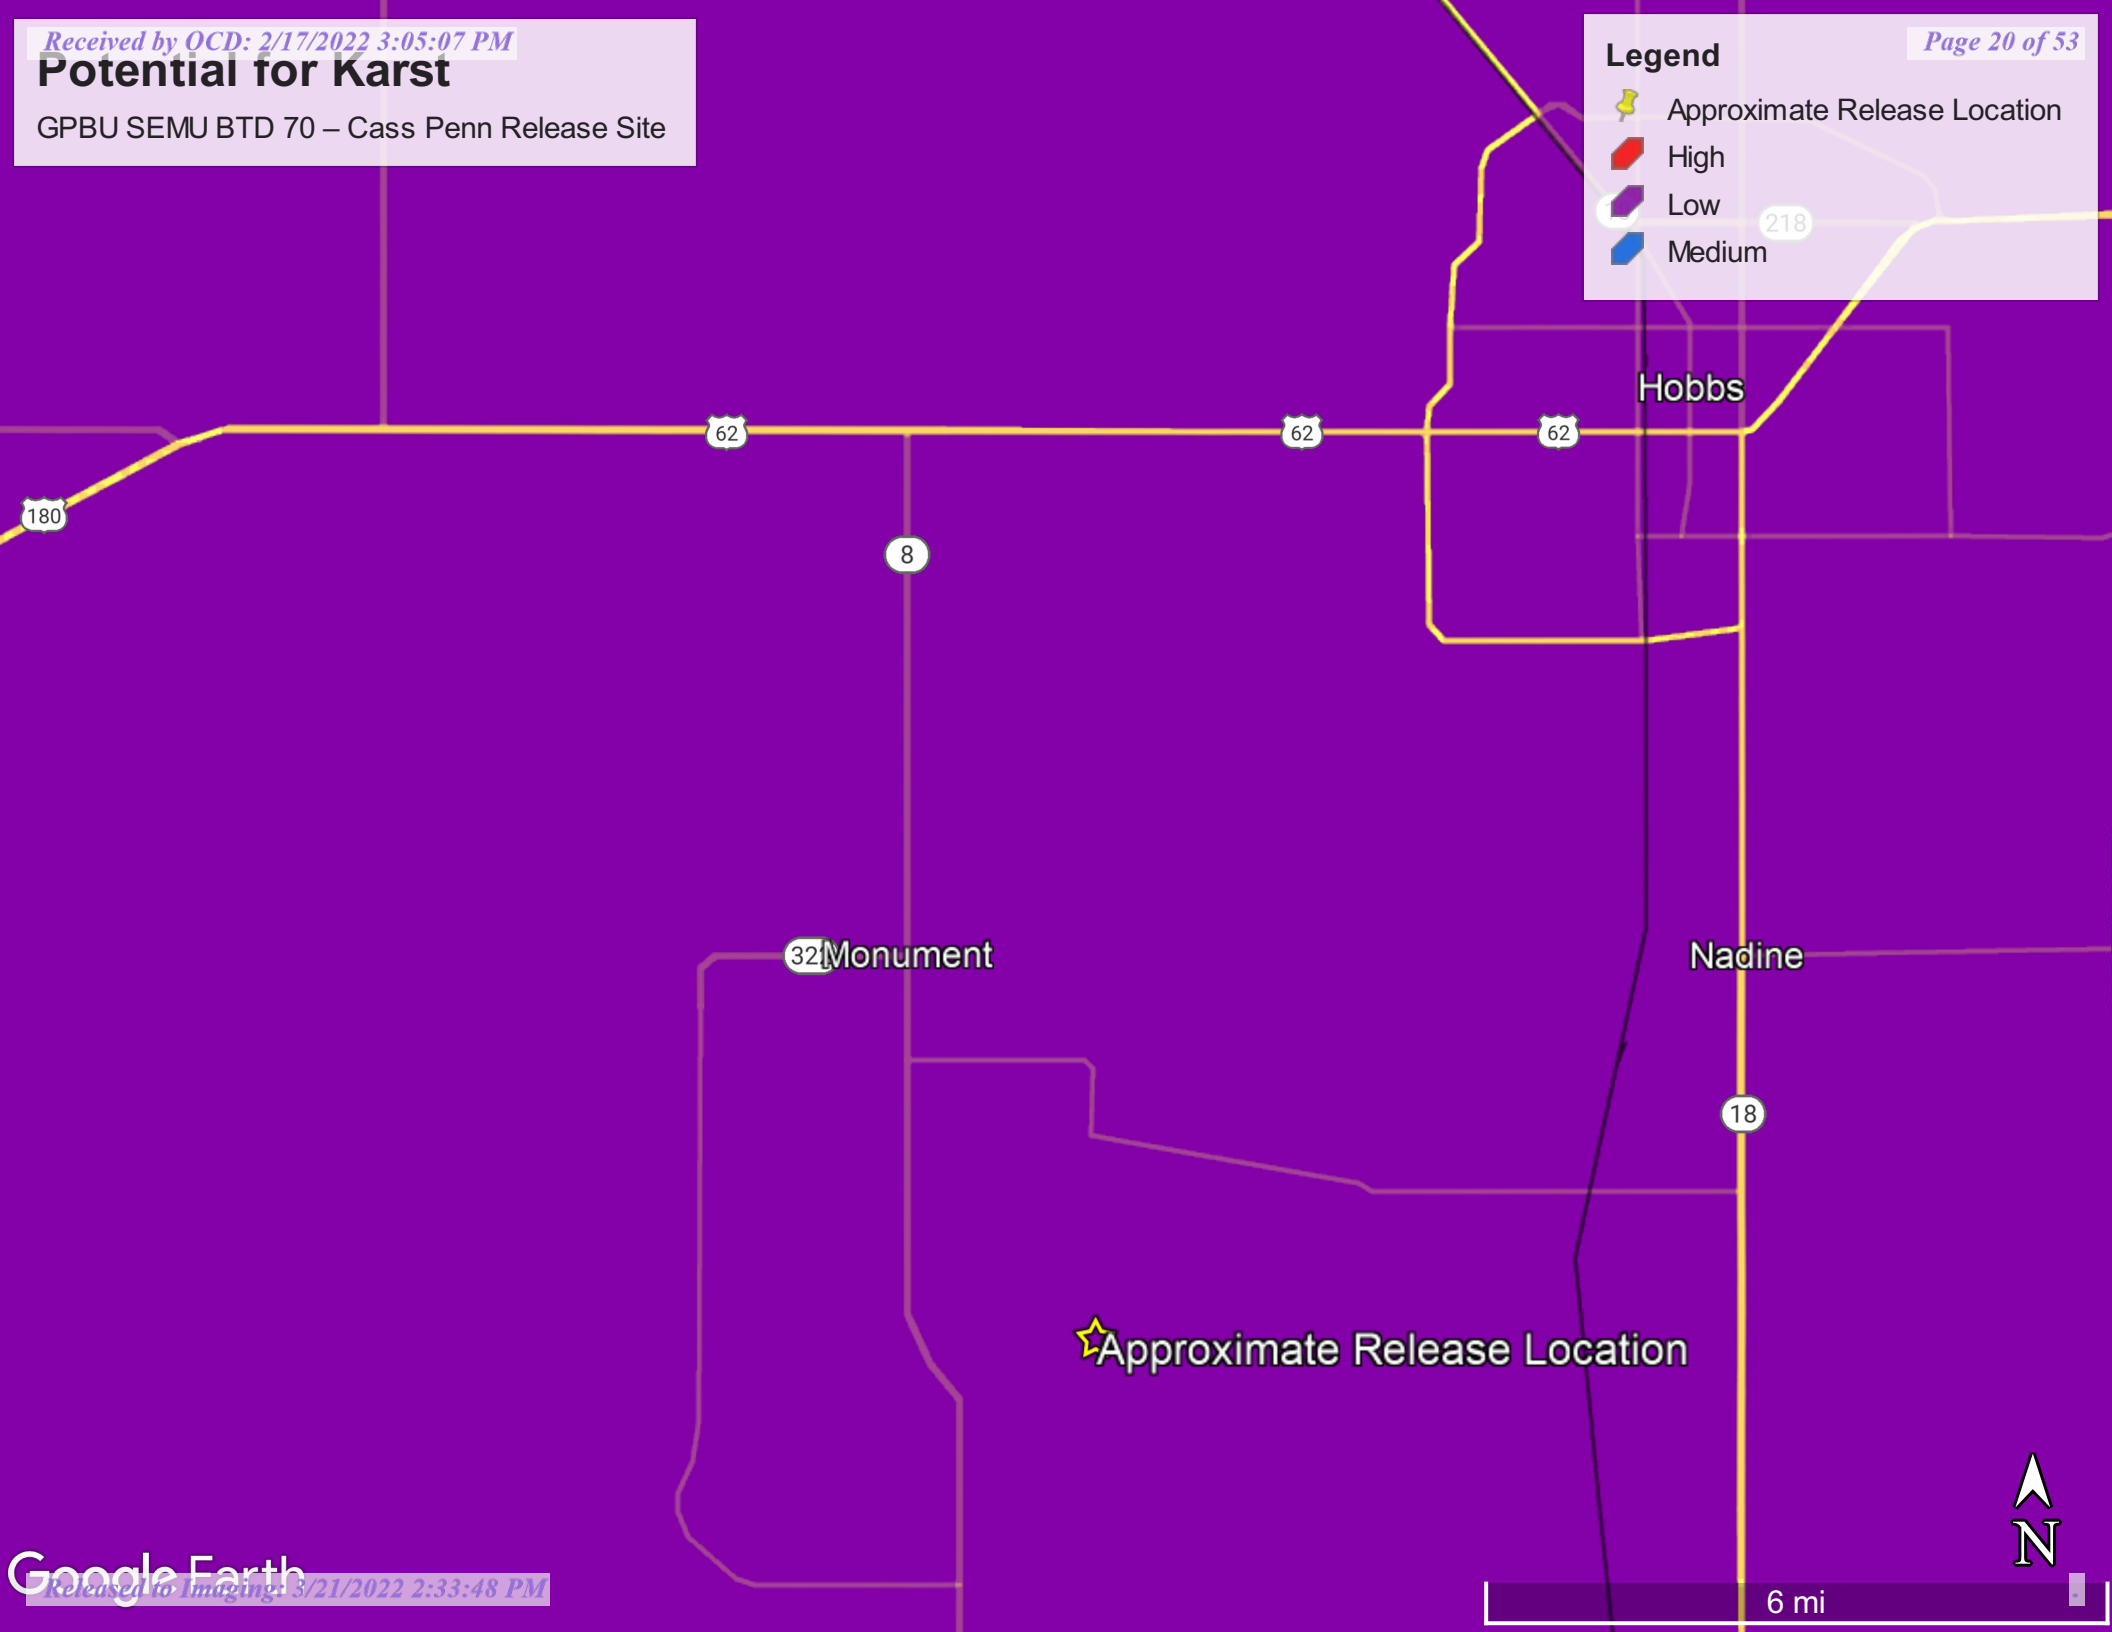 Received by OCD: 2/17/2022 3:05:07 PM
Page 20 of 53
Potential for Karst
GPBU SEMU BTD 70 – Cass Penn Release Site
Legend
Approximate Release Location
High
Low
Medium
218
Hobbs
62
62
62
180
8
Monument
Nadine
18
Approximate Release Location
N
Google Earth
Released to Imaging: 3/21/2022 2:33:48 PM
6 mi